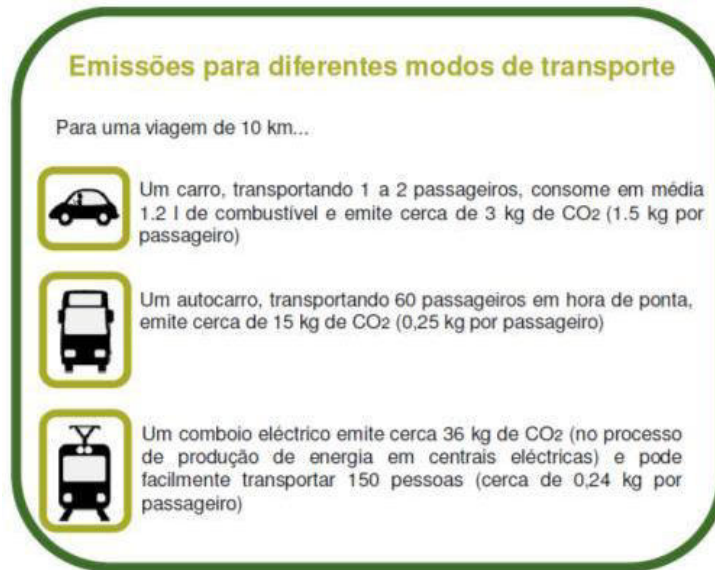 Emissões para diferentes modos de transporte
Para uma viagem de 10 km...
Um carro, transportando 1 a 2 passageiros, consome em média
1.2 l de combustível e emite cerca de 3 kg de CO2 (1.5 kg por
passageiro)
Um autocarro, transportando 60 passageiros em hora de ponta,
emite cerca de 15 kg de CO2 (0,25 kg por passageiro)
Um comboio eléctrico emite cerca 36 kg de CO2 (no processo
de produção de energia em centrais eléctricas) e pode
facilmente transportar 150 pessoas (cerca de 0,24 kg por
passageiro)